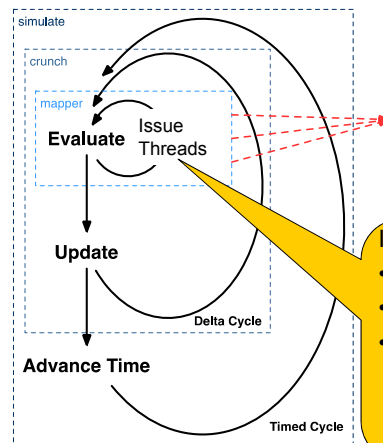 simulate
crunch
mapper
Evaluate
Issue
Threads
Update
Delta Cycle
Advance Time
Timed Cycle